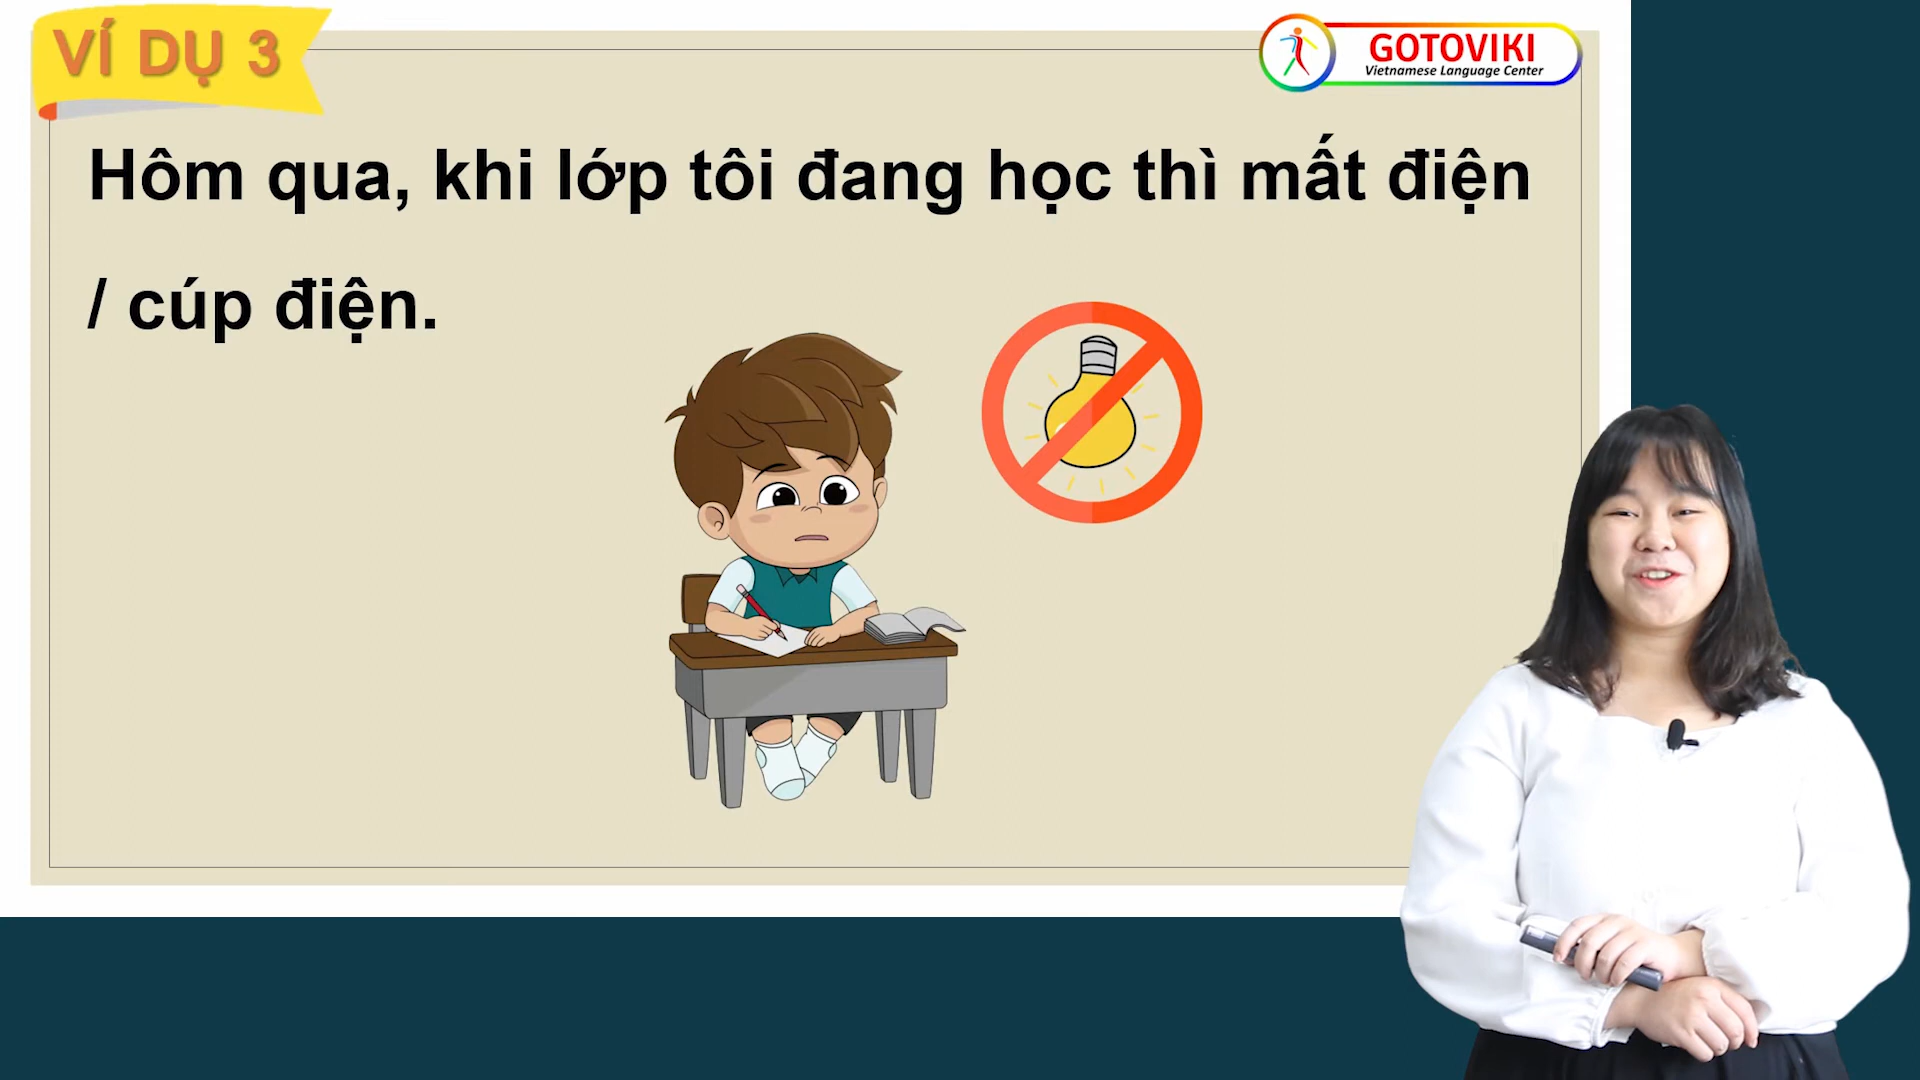 VÍ DỤ 3
GOTOVIKI
Vietnamese Language Center
Hôm qua, khi lớp tôi đang học thì mất điện
/ cúp điện.